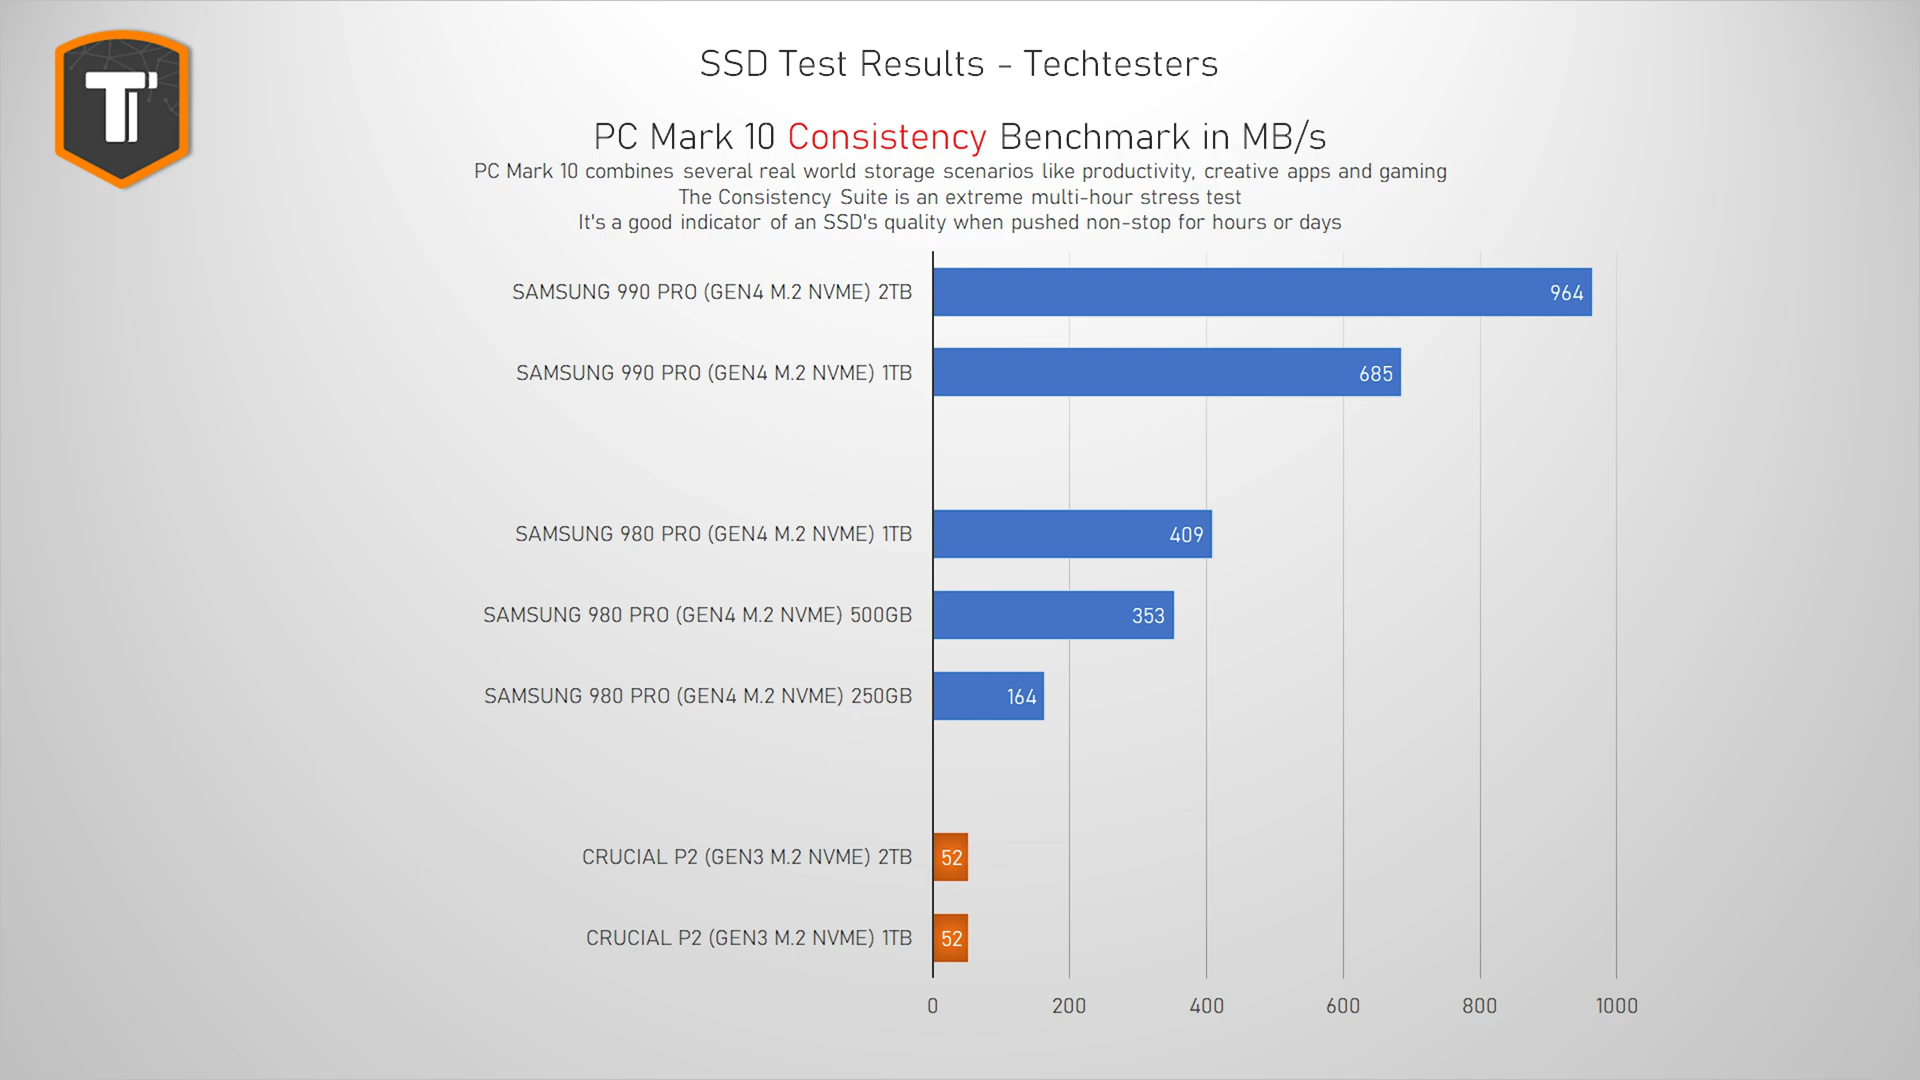 T
SSD Test Results - Techtesters
PC Mark 10 Consistency Benchmark in MB/s
PC Mark 10 combines several real world storage scenarios like productivity, creative apps and gaming
The Consistency Suite is an extreme multi-hour stress test
It's a good indicator of an SSD's quality when pushed non-stop for hours or days
SAMSUNG 990 PRO (GEN4 M.2 NVME) 2TB 964
SAMSUNG 990 PRO (GEN4 M.2 NVME) 1TB 685
SAMSUNG 980 PRO (GEN4 M.2 NVME) 1TB 409
SAMSUNG 980 PRO (GEN4 M.2 NVME) 500GB 353
SAMSUNG 980 PRO (GEN4 M.2 NVME) 250GB 164
CRUCIAL P2 (GEN3 M.2 NVME) 2TB 52
CRUCIAL P2 (GEN3 M.2 NVME) 1TB 52
0 200 400 600 800 1000